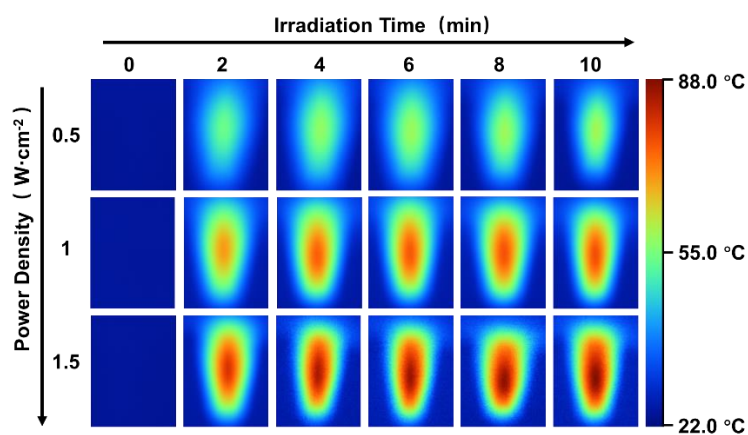 Irradiation Time（min）
0 2 4 6 8 10
Power Density（ W·cm-2 ）
0.5
1
1.5
88.0 °C
55.0 °C
22.0 °C